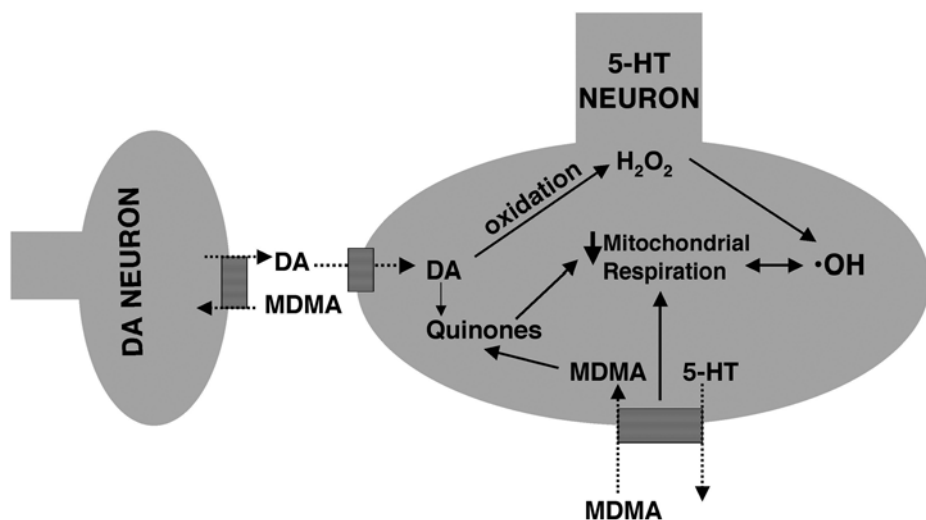 5-HT
NEURON
DA NEURON
H₂O₂
oxidation
Mitochondrial
Respiration
·OH
DA
DA
MDMA
Quinones
MDMA
5-HT
MDMA